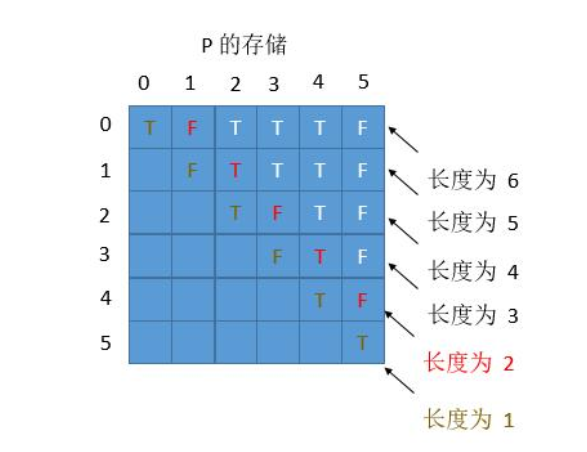 P 的存储
0 1 2 3 4 5
0 T F T T T F
1 F T T T F
长度为 6
2 T F T F
长度为 5
3 F T F
长度为 4
4 T F
长度为 3
5 T
长度为 2
长度为 1